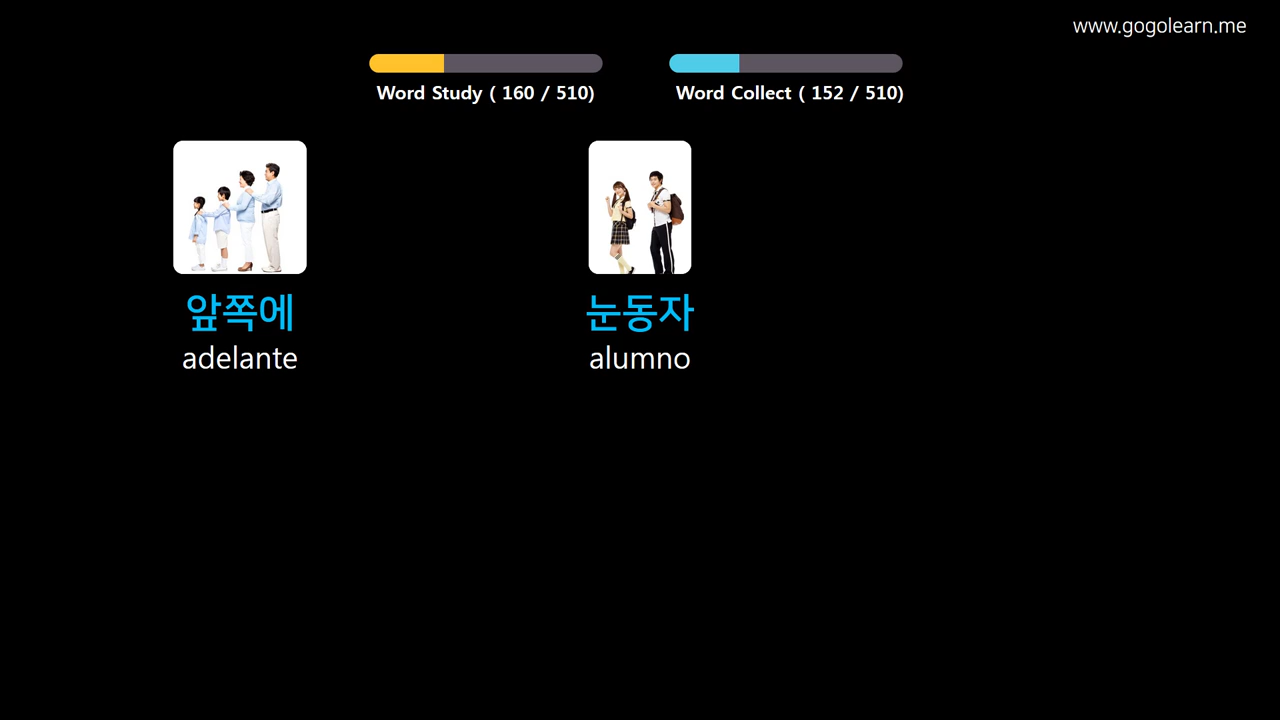 www.gogolearn.me
Word Study ( 160 / 510)
Word Collect ( 152 / 510)
앞쪽에
adelante
눈동자
alumno